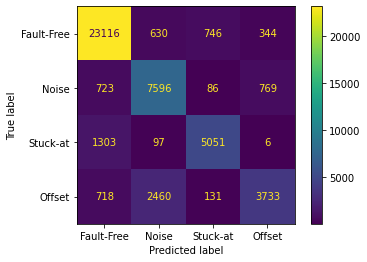 Fault-Free 23116 630 746 344
Noise 723 7596 86 769
Stuck-at 1303 97 5051 6
Offset 718 2460 131 3733
Fault-Free Noise Stuck-at Offset
Predicted label
True label
20000
15000
10000
5000